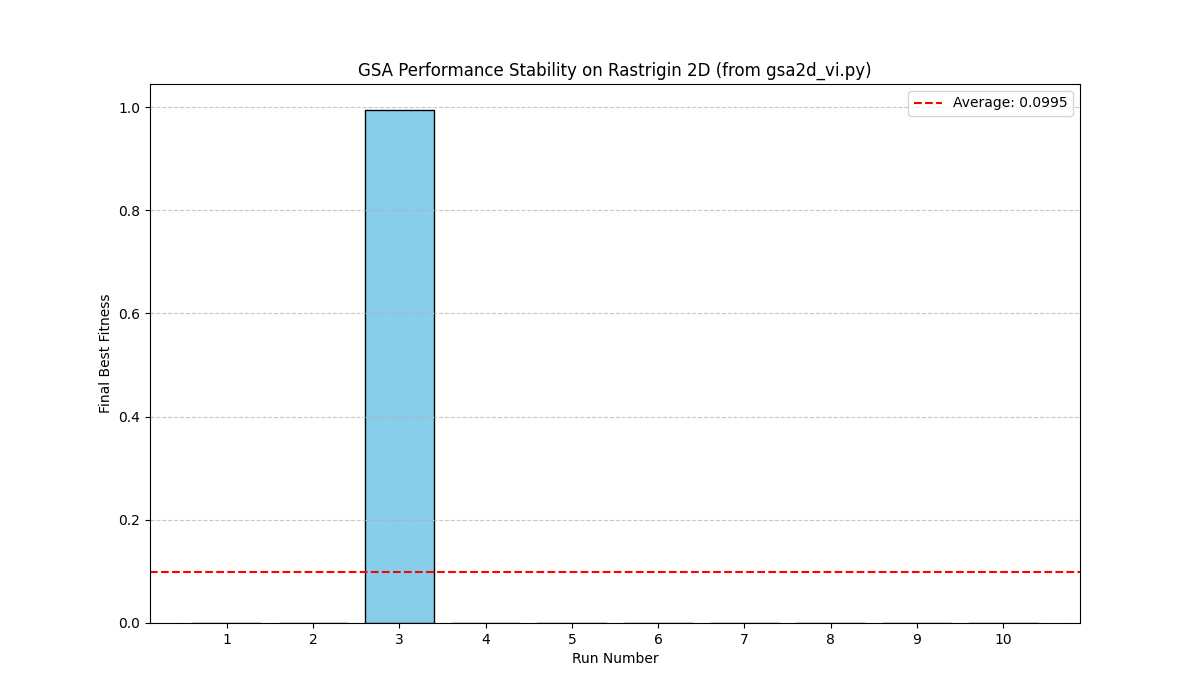 GSA Performance Stability on Rastrigin 2D (from gsa2d_vi.py)
Average: 0.0995
Final Best Fitness
1.0
0.8
0.6
0.4
0.2
0.0
1 2 3 4 5 6 7 8 9 10
Run Number